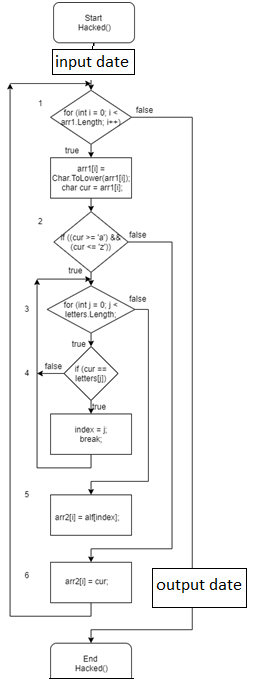 Start
Hacked()
input date
1
for (int i = 0; i <
arr1.Length; i++)
false
true
arr1[i] =
Char.ToLower(arr1[i]);
char cur = arr1[i];
2
if ((cur >= 'a') &&
(cur <= 'z'))
false
true
3
for (int j = 0; j <
letters.Length;
false
true
4
false
if (cur ==
letters[j])
true
index = j;
break;
5
arr2[i] = alf[index];
6
arr2[i] = cur;
output date
End
Hacked()